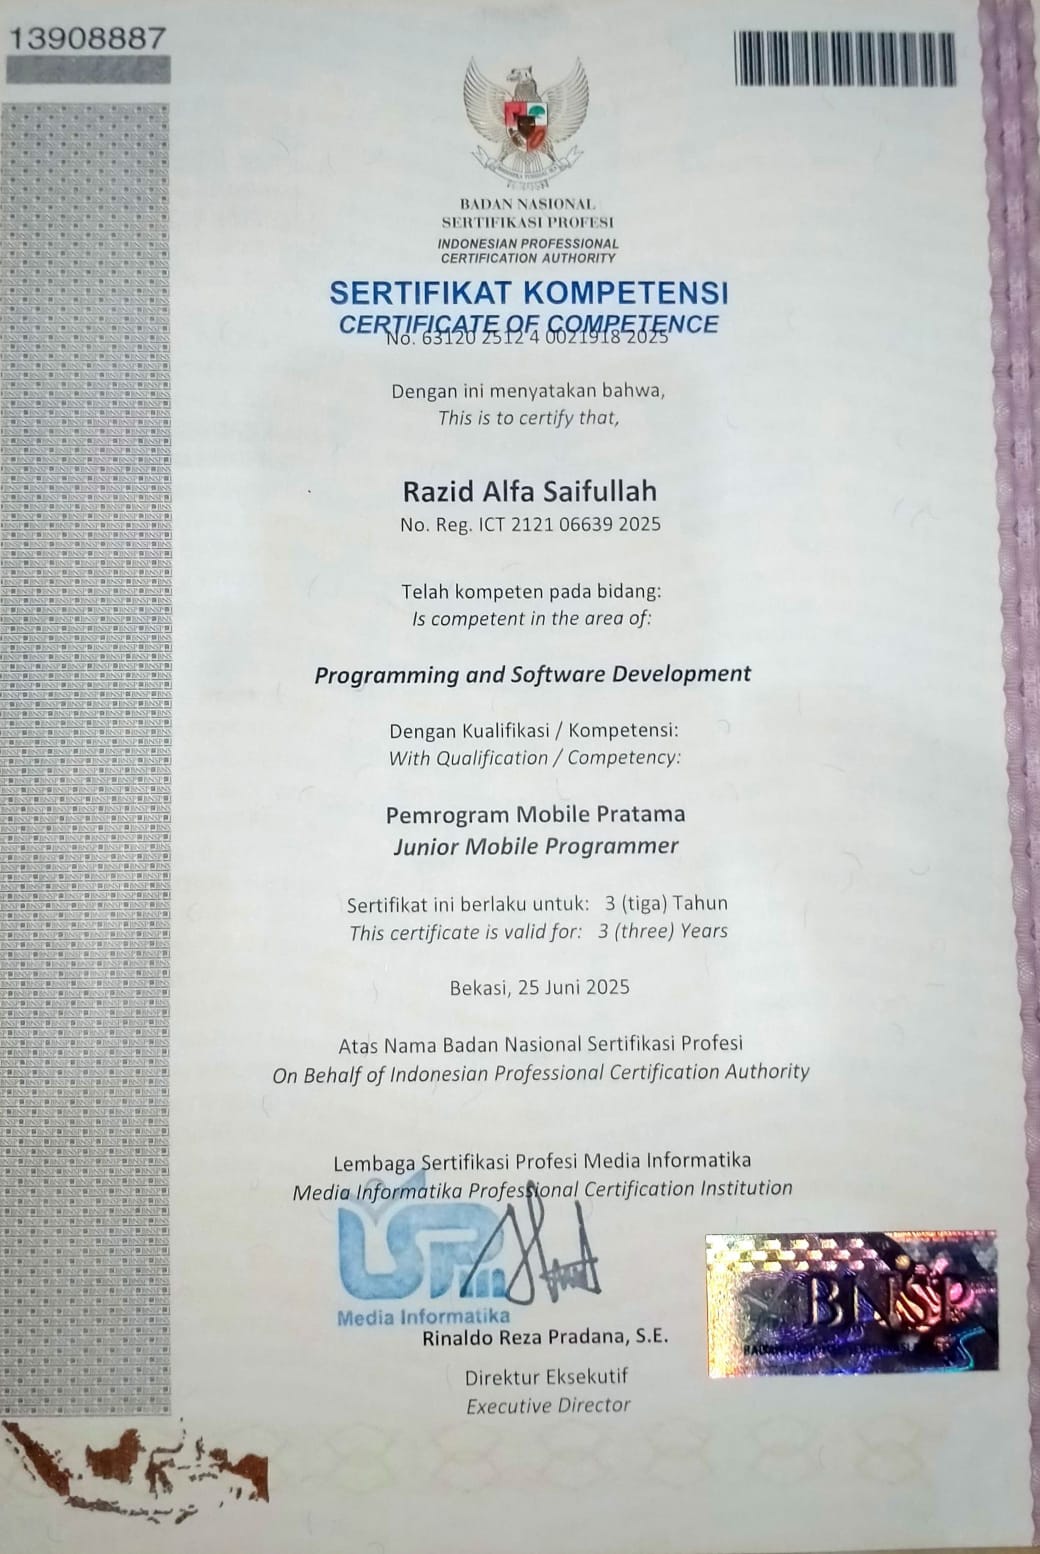 13908887
BADAN NASIONAL
SERTIFIKASI PROFESI
INDONESIAN PROFESSIONAL
CERTIFICATION AUTHORITY
SERTIFIKAT KOMPETENSI
CERTIFICATE OF COMPETENCE
No. 63120 2512 4 0021918 2025
Dengan ini menyatakan bahwa,
This is to certify that,
Razid Alfa Saifullah
No. Reg. ICT 2121 06639 2025
Telah kompeten pada bidang:
Is competent in the area of:
Programming and Software Development
Dengan Kualifikasi / Kompetensi:
With Qualification / Competency:
Pemrogram Mobile Pratama
Junior Mobile Programmer
Sertifikat ini berlaku untuk: 3 (tiga) Tahun
This certificate is valid for: 3 (three) Years
Bekasi, 25 Juni 2025
Atas Nama Badan Nasional Sertifikasi Profesi
On Behalf of Indonesian Professional Certification Authority
Lembaga Sertifikasi Profesi Media Informatika
Media Informatika Professional Certification Institution
Media Informatika
Rinaldo Reza Pradana, S.E.
Direktur Eksekutif
Executive Director
BNSP